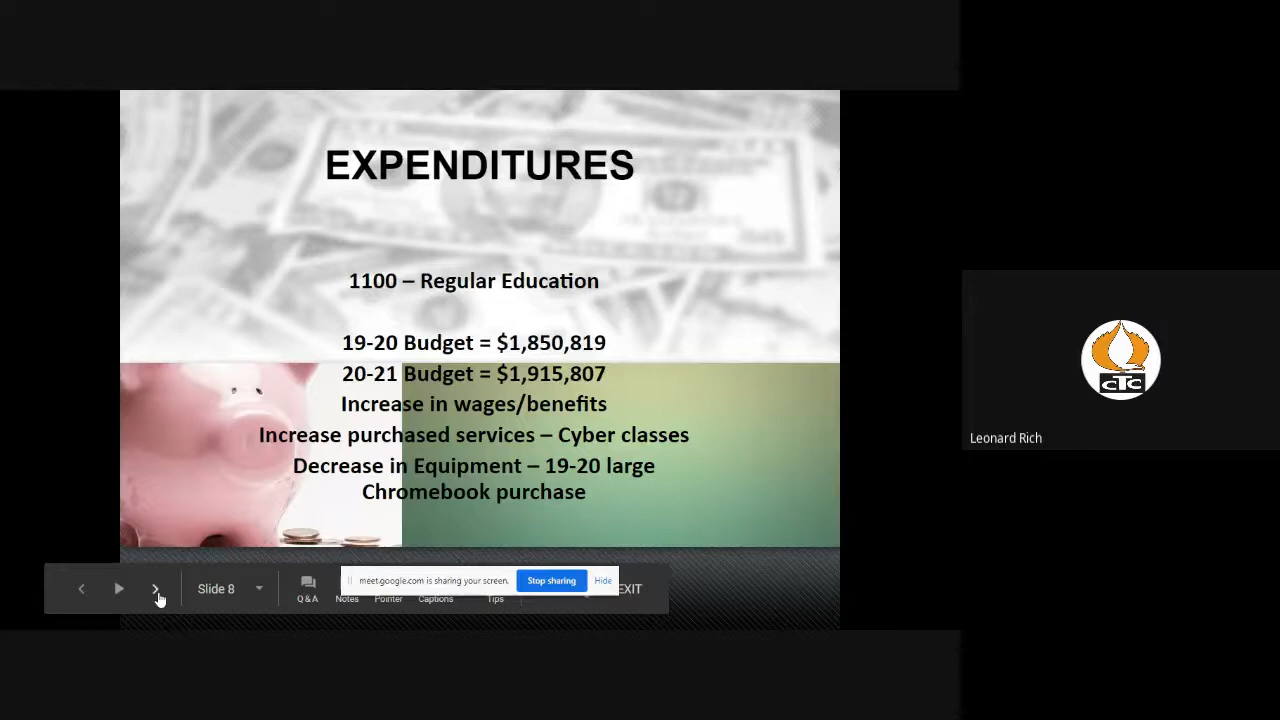 EXPENDITURES
1100 – Regular Education
19-20 Budget = $1,850,819
20-21 Budget = $1,915,807
Increase in wages/benefits
Increase purchased services – Cyber classes
Decrease in Equipment – 19-20 large
Chromebook purchase
CTC
Leonard Rich
meet.google.com is sharing your screen.
Stop sharing
Hide
Slide 8
EXIT
Q&A
Notes
Pointer
Captions
Tips